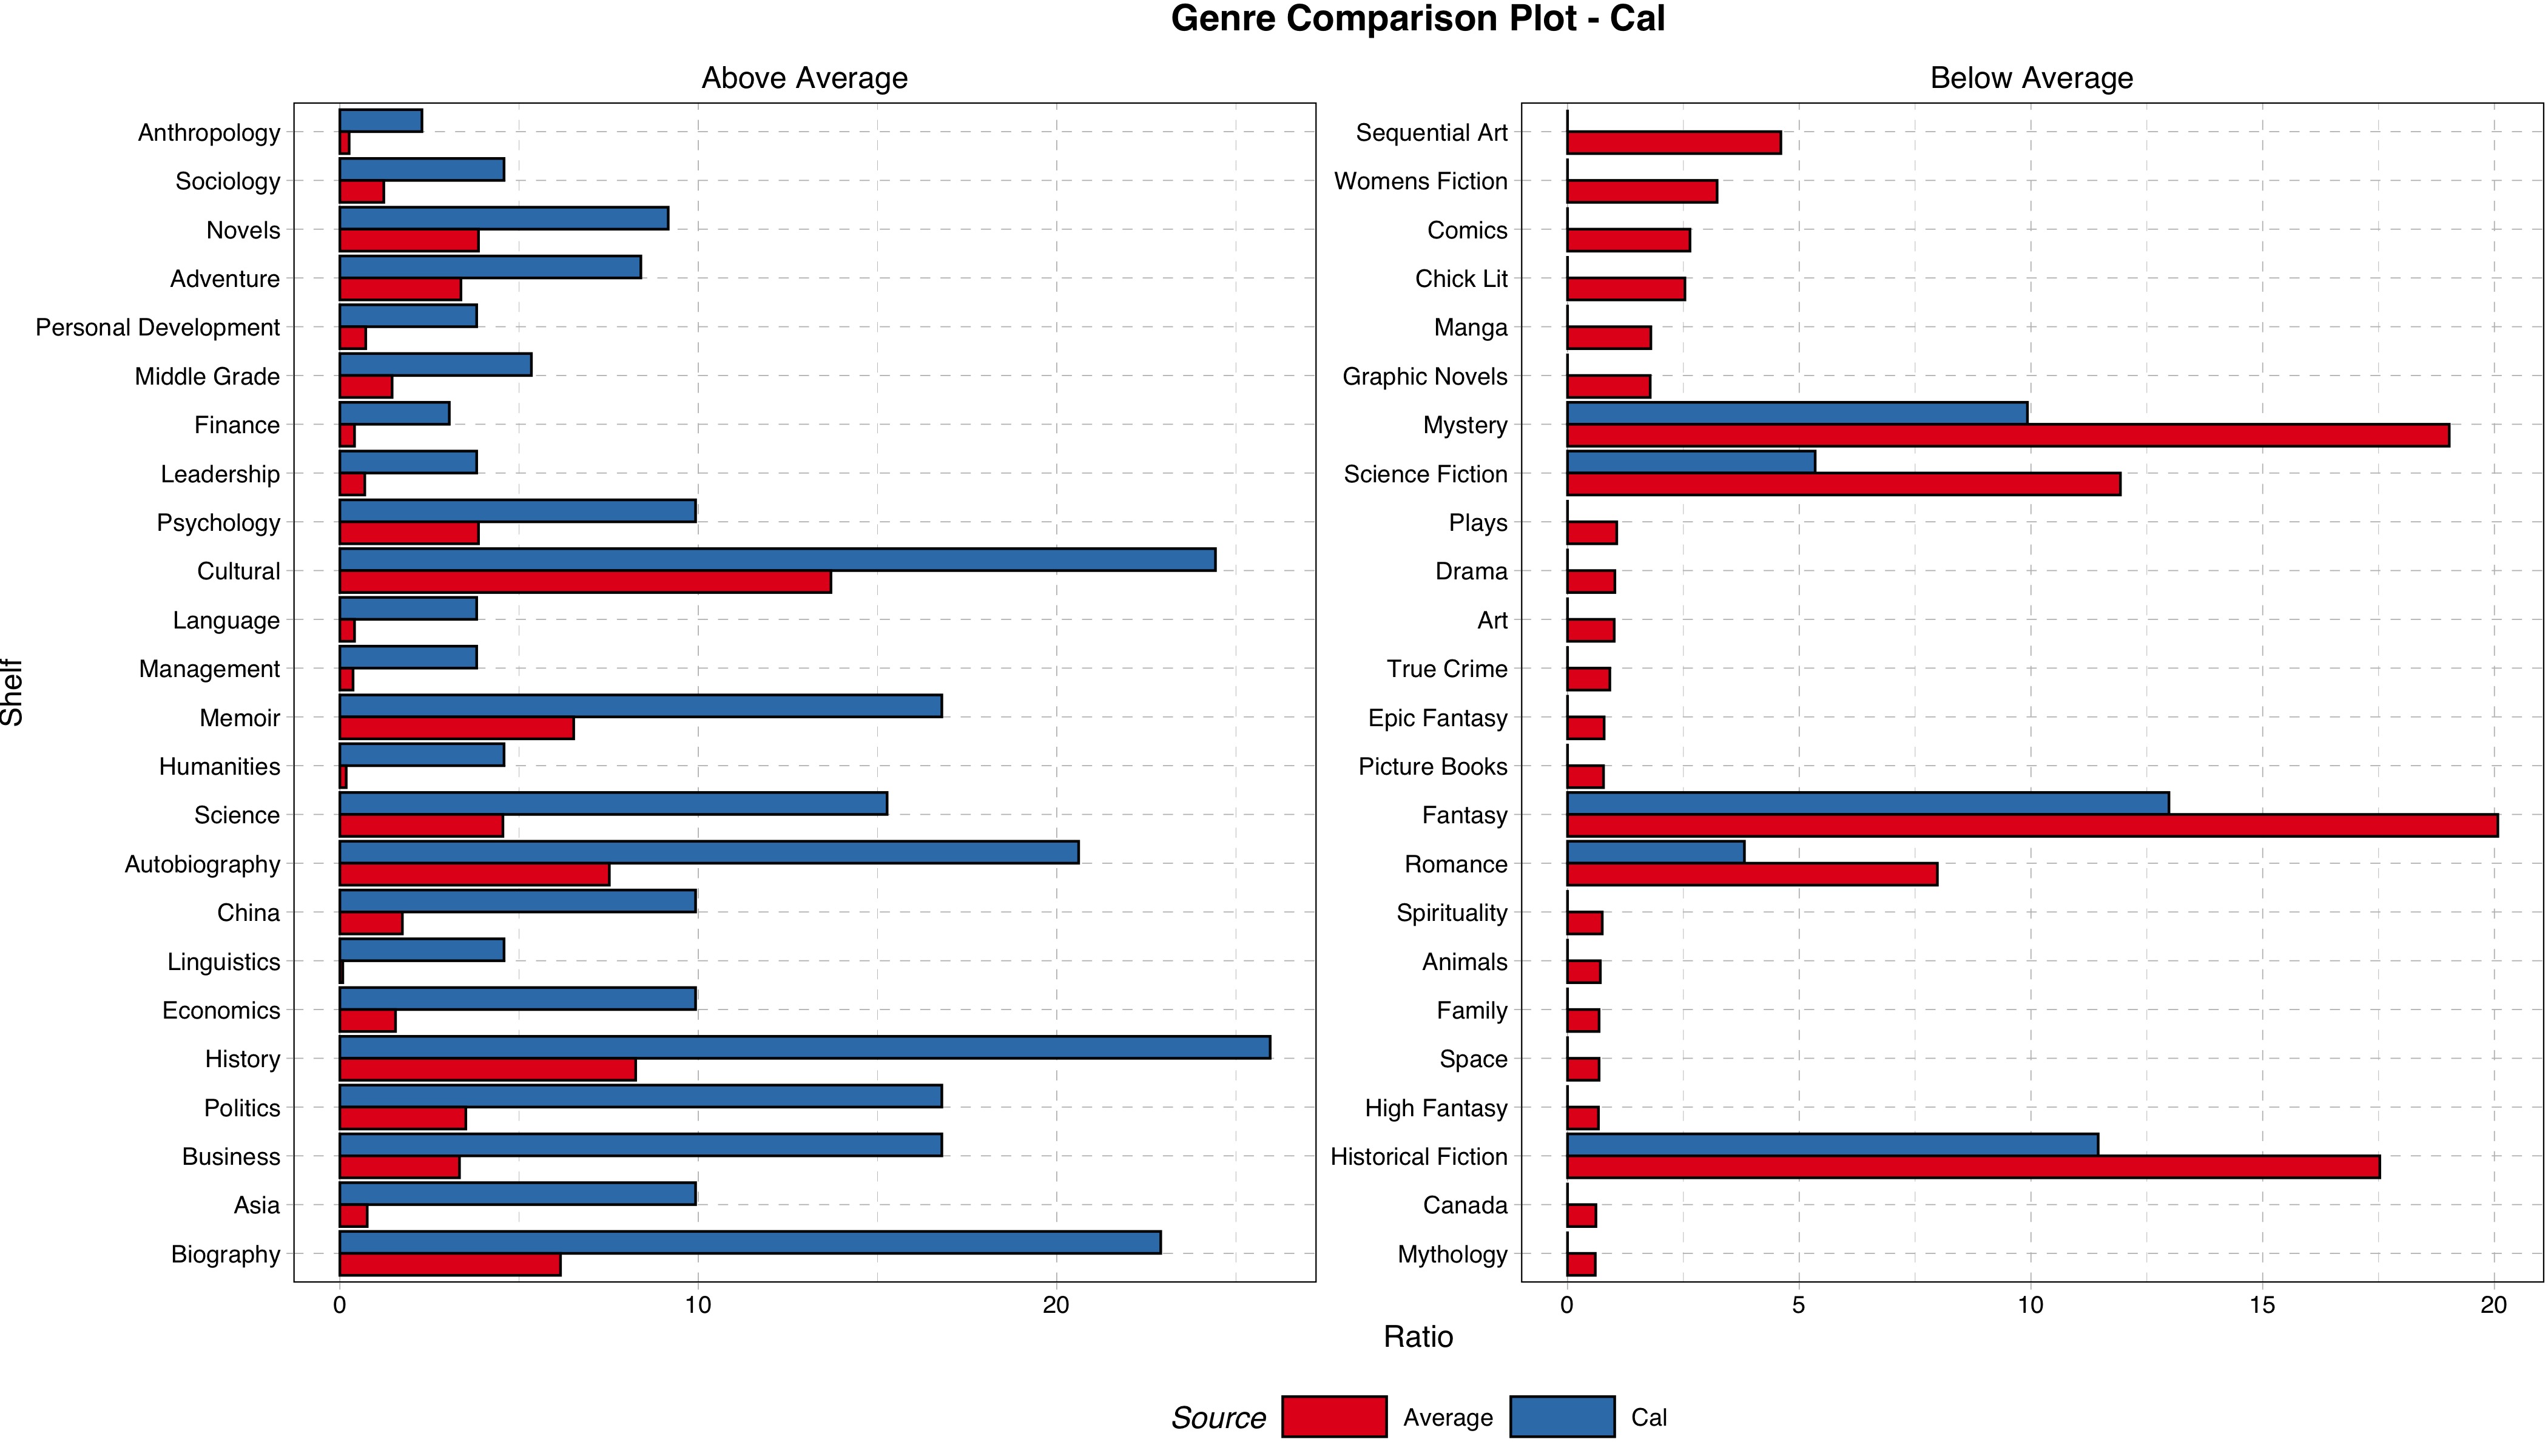 Genre Comparison Plot - Cal
Above Average
Below Average
Shelf
Anthropology
Sociology
Novels
Adventure
Personal Development
Middle Grade
Finance
Leadership
Psychology
Cultural
Language
Management
Memoir
Humanities
Science
Autobiography
China
Linguistics
Economics
History
Politics
Business
Asia
Biography
0 10 20
Sequential Art
Womens Fiction
Comics
Chick Lit
Manga
Graphic Novels
Mystery
Science Fiction
Plays
Drama
Art
True Crime
Epic Fantasy
Picture Books
Fantasy
Romance
Spirituality
Animals
Family
Space
High Fantasy
Historical Fiction
Canada
Mythology
0 5 10 15 20
Ratio
Source Average Cal